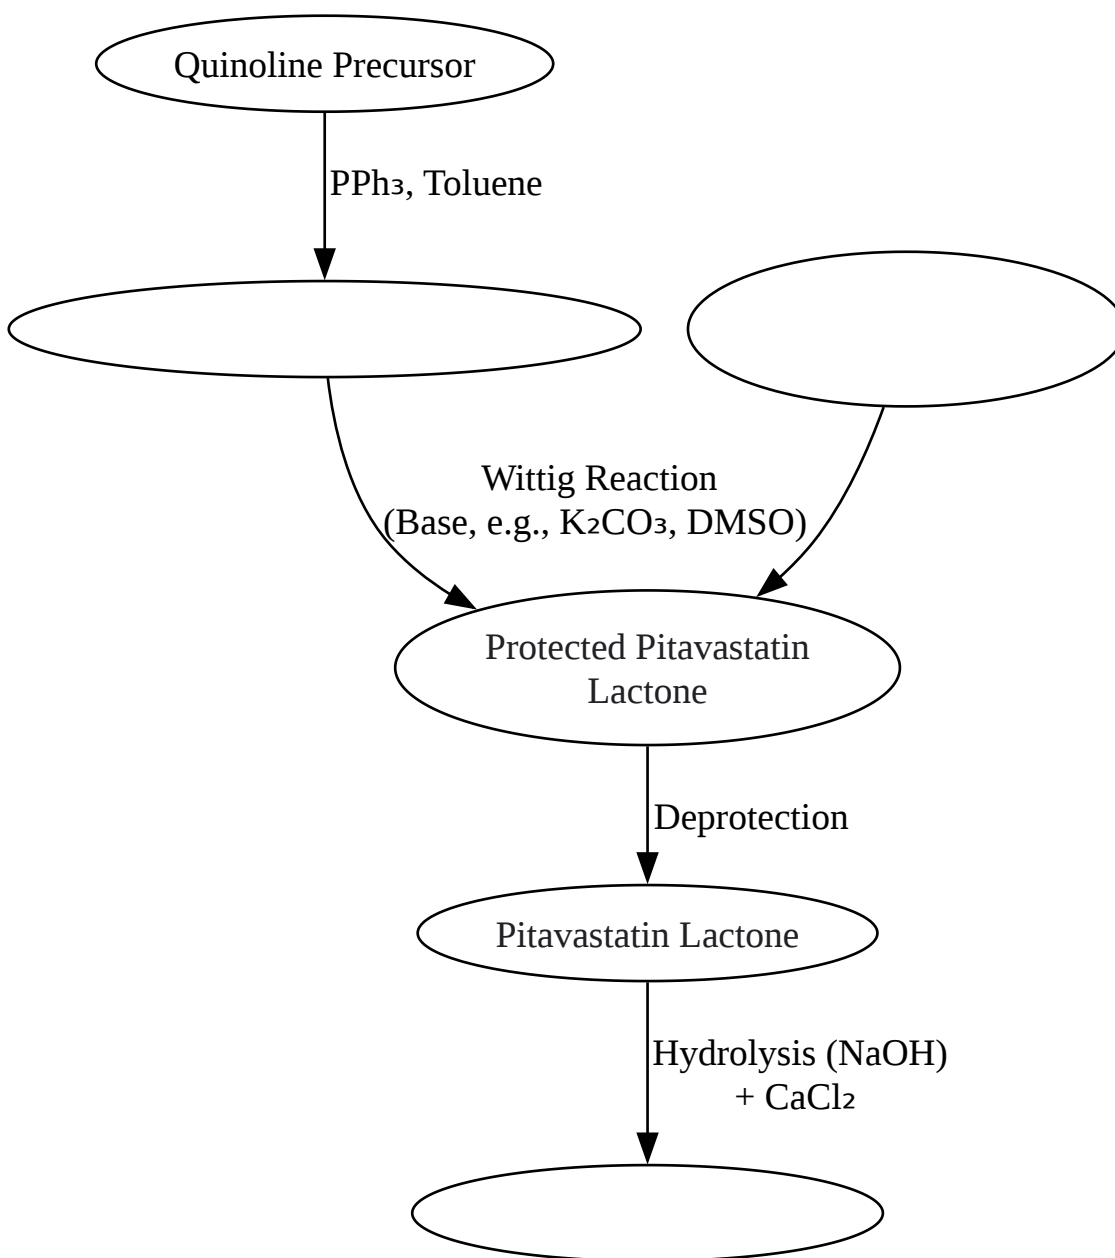 Quinoline Precursor
PPh₃, Toluene
Wittig Reaction
(Base, e.g., K₂CO₃, DMSO)
Protected Pitavastatin
Lactone
Deprotection
Pitavastatin Lactone
Hydrolysis (NaOH)
+ CaCl₂